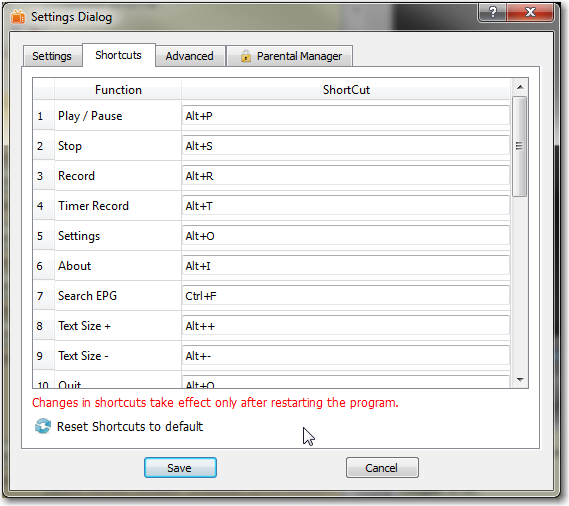 Settings Dialog
Settings Shortcuts Advanced Parental Manager
Function ShortCut
1 Play / Pause Alt+P
2 Stop Alt+S
3 Record Alt+R
4 Timer Record Alt+T
5 Settings Alt+O
6 About Alt+I
7 Search EPG Ctrl+F
8 Text Size + Alt++
9 Text Size - Alt+-
10 Quit Alt+Q
Changes in shortcuts take effect only after restarting the program.
Reset Shortcuts to default
Save Cancel